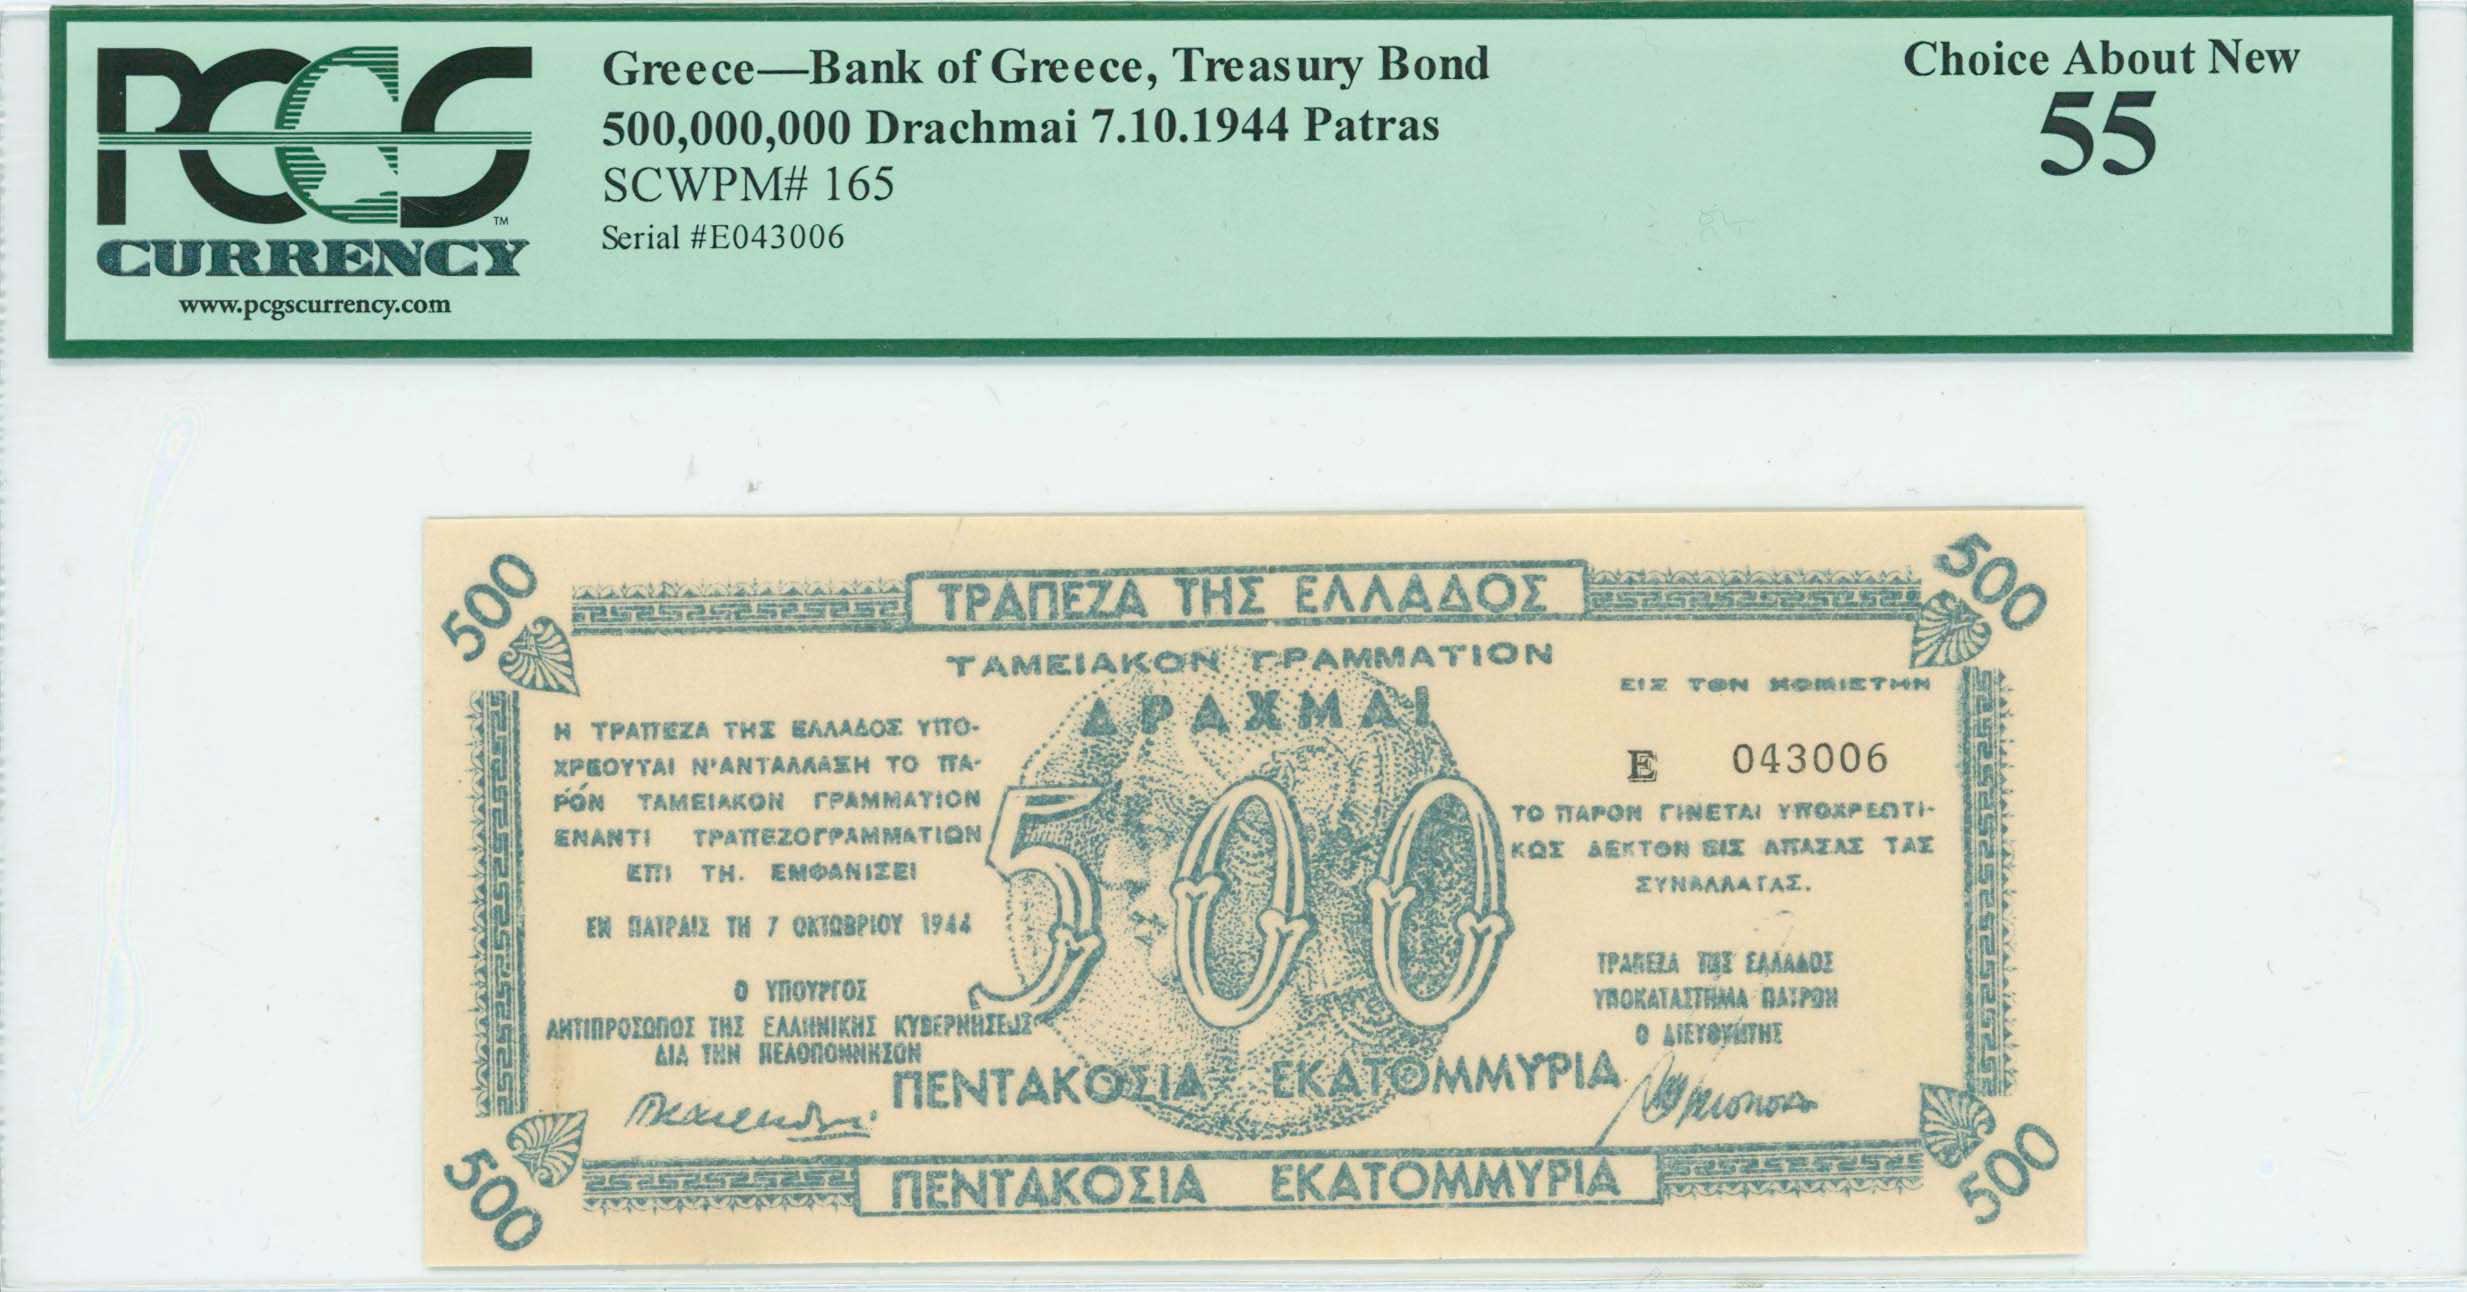 PCGS
TM
CURRENCY
www.pcgscurrency.com
Greece—Bank of Greece, Treasury Bond
500,000,000 Drachmai 7.10.1944 Patras
SCWPM# 165
Serial #E043006
Choice About New
55
500
500
ΤΡΑΠΕΖΑ ΤΗΣ ΕΛΛΑΔΟΣ
ΤΑΜΕΙΑΚΟΝ ΓΡΑΜΜΑΤΙΟΝ
ΔΡΑΧΜΑΙ
500
Η ΤΡΑΠΕΖΑ ΤΗΣ ΕΛΛΑΔΟΣ ΥΠΟ-
ΧΡΕΟΥΤΑΙ Ν'ΑΝΤΑΛΛΑΞΗ ΤΟ ΠΑ-
ΡΟΝ ΤΑΜΕΙΑΚΟΝ ΓΡΑΜΜΑΤΙΟΝ
ΕΝΑΝΤΙ ΤΡΑΠΕΖΟΓΡΑΜΜΑΤΙΩΝ
ΕΠΙ ΤΗ. ΕΜΦΑΝΙΣΕΙ
ΕΝ ΠΑΤΡΑΙΣ ΤΗ 7 ΟΚΤΩΒΡΙΟΥ 1944
Ο ΥΠΟΥΡΓΟΣ
ΑΝΤΙΠΡΟΣΩΠΟΣ ΤΗΣ ΕΛΛΗΝΙΚΗΣ ΚΥΒΕΡΝΗΣΕΩΣ
ΔΙΑ ΤΗΝ ΠΕΛΟΠΟΝΝΗΣΟΝ
ΕΙΣ ΤΟΝ ΚΟΜΙΣΤΗΝ
E 043006
ΤΟ ΠΑΡΟΝ ΓΙΝΕΤΑΙ ΥΠΟΧΡΕΩΤΙ-
ΚΩΣ ΔΕΚΤΟΝ ΕΙΣ ΑΠΑΣΑΣ ΤΑΣ
ΣΥΝΑΛΛΑΓΑΣ.
ΤΡΑΠΕΖΑ ΤΗΣ ΕΛΛΑΔΟΣ
ΥΠΟΚΑΤΑΣΤΗΜΑ ΠΑΤΡΩΝ
Ο ΔΙΕΥΘΥΝΤΗΣ
ΠΕΝΤΑΚΟΣΙΑ ΕΚΑΤΟΜΜΥΡΙΑ
ΠΕΝΤΑΚΟΣΙΑ ΕΚΑΤΟΜΜΥΡΙΑ
500
500